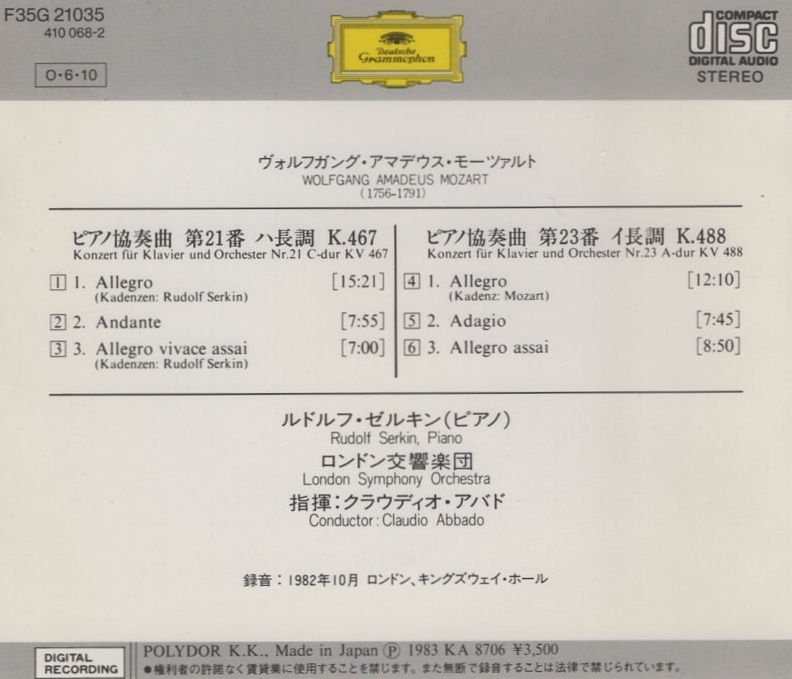 F35G 21035
410 068-2
O・6・10
Deutsche
Grammophon
COMPACT
disc
DIGITAL AUDIO
STEREO
ヴォルフガング・アマデウス・モーツァルト
WOLFGANG AMADEUS MOZART
(1756-1791)
ピアノ協奏曲 第21番 ハ長調 K.467
Konzert für Klavier und Orchester Nr.21 C-dur KV 467
1 1. Allegro [15:21]
(Kadenzen: Rudolf Serkin)
2 2. Andante [7:55]
3 3. Allegro vivace assai [7:00]
(Kadenzen: Rudolf Serkin)
ピアノ協奏曲 第23番 イ長調 K.488
Konzert für Klavier und Orchester Nr.23 A-dur KV 488
4 1. Allegro [12:10]
(Kadenz: Mozart)
5 2. Adagio [7:45]
6 3. Allegro assai [8:50]
ルドルフ・ゼルキン(ピアノ)
Rudolf Serkin, Piano
ロンドン交響楽団
London Symphony Orchestra
指揮:クラウディオ・アバド
Conductor: Claudio Abbado
録音:1982年10月 ロンドン、キングズウェイ・ホール
DIGITAL
RECORDING
POLYDOR K.K., Made in Japan Ⓟ 1983 KA 8706 ¥3,500
●権利者の許諾なく賃貸業に使用することを禁じます。また無断で録音することは法律で禁じられています。